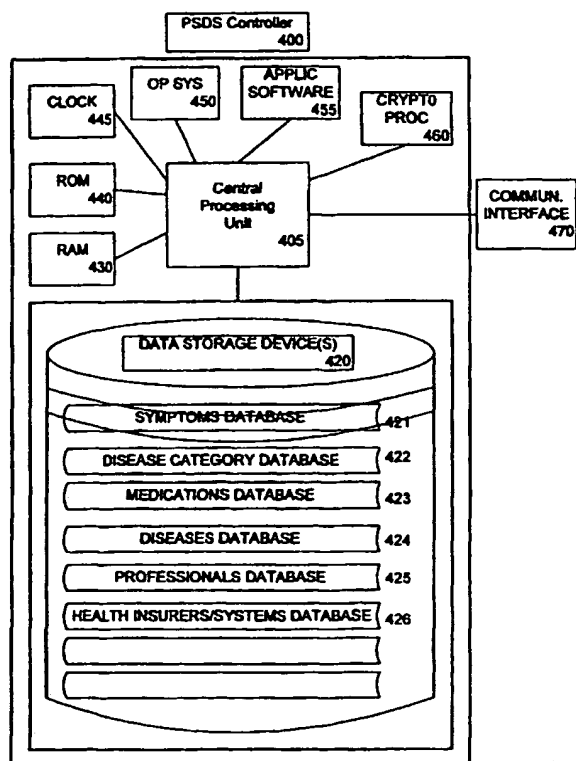 PSDS Controller
400
CLOCK
445
OP SYS
450
APPLIC
SOFTWARE
455
CRYPT0
PROC
460
ROM
440
Central
Processing
Unit
405
COMMUN.
INTERFACE
470
RAM
430
DATA STORAGE DEVICE(S)
420
SYMPTOMS DATABASE
421
DISEASE CATEGORY DATABASE
422
MEDICATIONS DATABASE
423
DISEASES DATABASE
424
PROFESSIONALS DATABASE
425
HEALTH INSURERS/SYSTEMS DATABASE
426